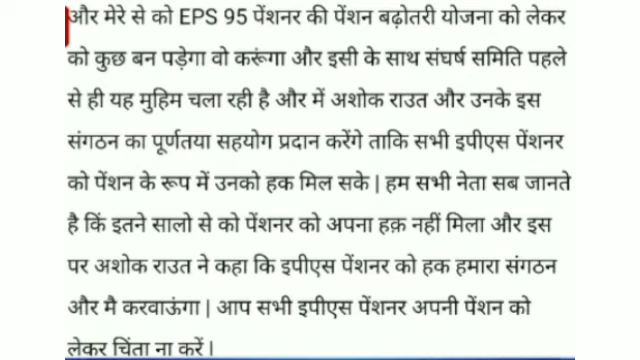 और मेरे से को EPS 95 पेंशनर की पेंशन बढ़ोतरी योजना को लेकर
को कुछ बन पड़ेगा वो करूंगा और इसी के साथ संघर्ष समिति पहले
से ही यह मुहिम चला रही है और में अशोक राउत और उनके इस
संगठन का पूर्णतया सहयोग प्रदान करेंगे ताकि सभी इपीएस पेंशनर
को पेंशन के रूप में उनको हक मिल सके | हम सभी नेता सब जानते
है किं इतने सालो से को पेंशनर को अपना हक़ नहीं मिला और इस
पर अशोक राउत ने कहा कि इपीएस पेंशनर को हक हमारा संगठन
और मै करवाऊंगा | आप सभी इपीएस पेंशनर अपनी पेंशन को
लेकर चिंता ना करें |